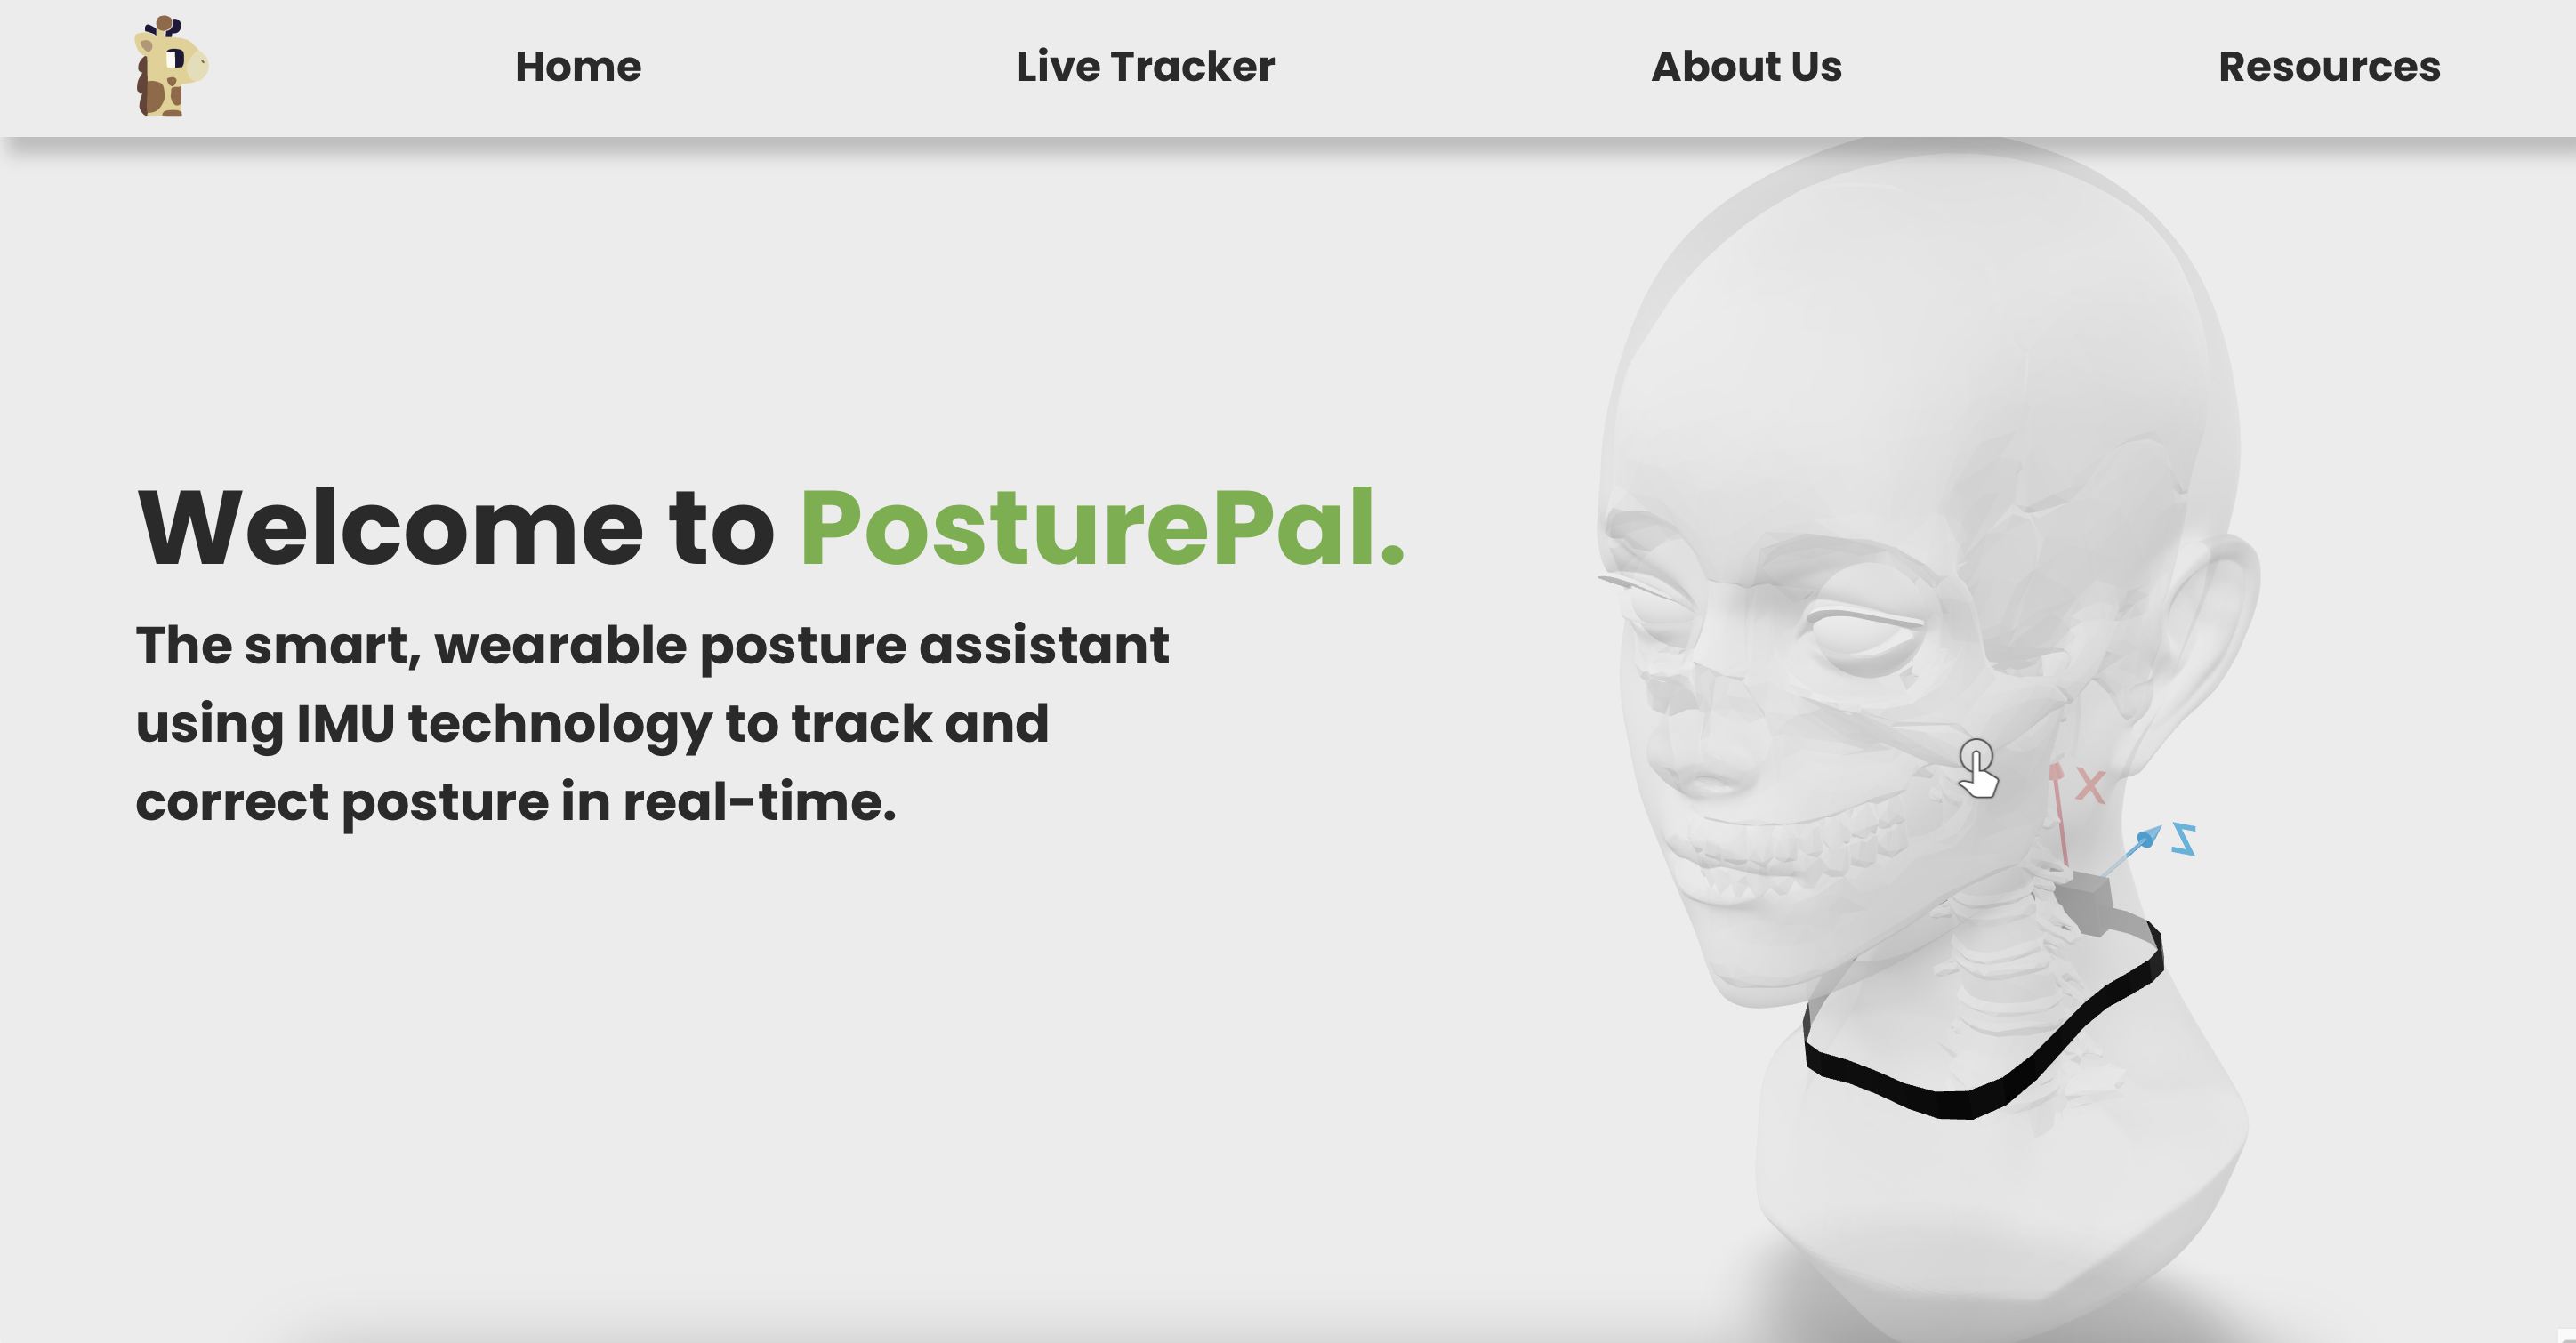 Home
Live Tracker
About Us
Resources
Welcome to PosturePal.
The smart, wearable posture assistant
using IMU technology to track and
correct posture in real-time.
X
Z